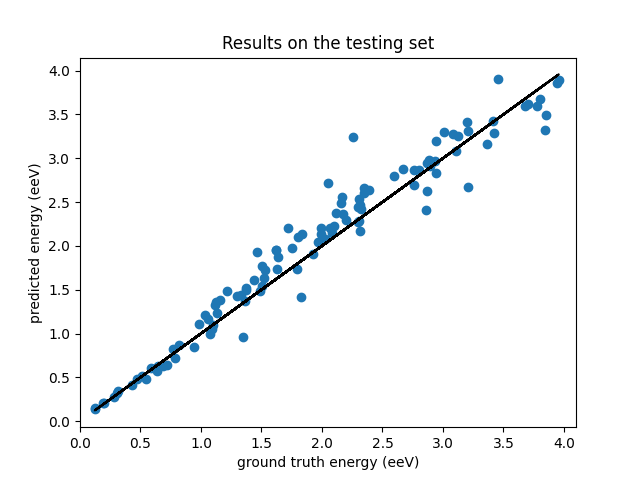 Results on the testing set
predicted energy (eeV)
4.0
3.5
3.0
2.5
2.0
1.5
1.0
0.5
0.0
0.0 0.5 1.0 1.5 2.0 2.5 3.0 3.5 4.0
ground truth energy (eeV)